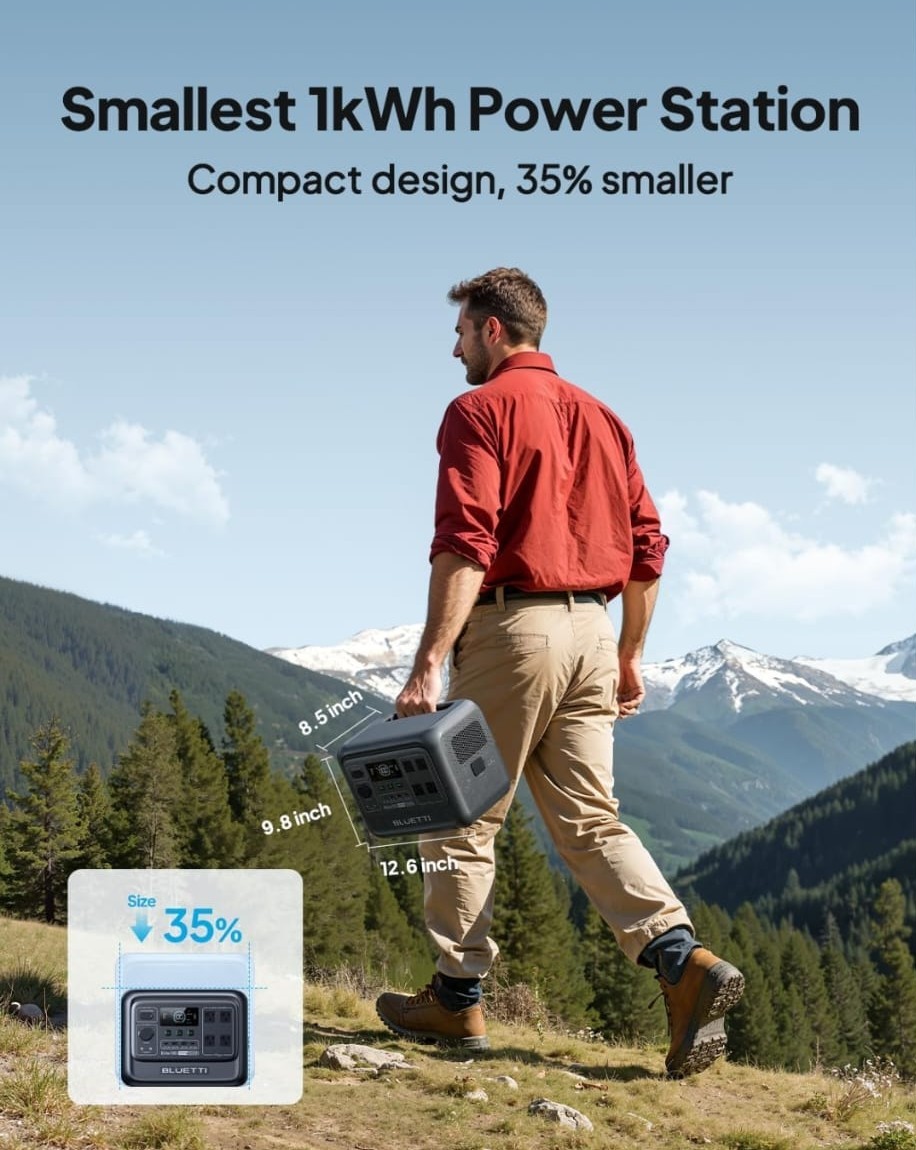 Smallest 1kWh Power Station
Compact design, 35% smaller
8.5 inch
9.8 inch
BLUETTI
12.6 inch
Size
35%
BLUETTI